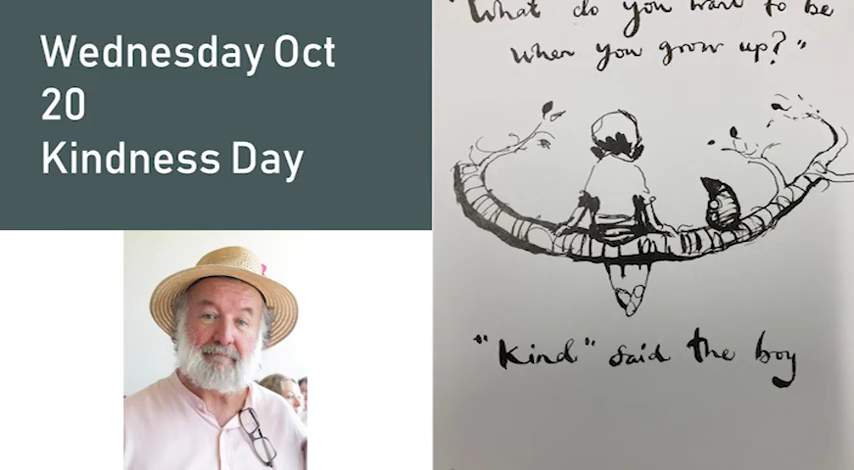 Wednesday Oct
20
Kindness Day
"What do you want to be
when you grow up?"
"Kind" said the boy